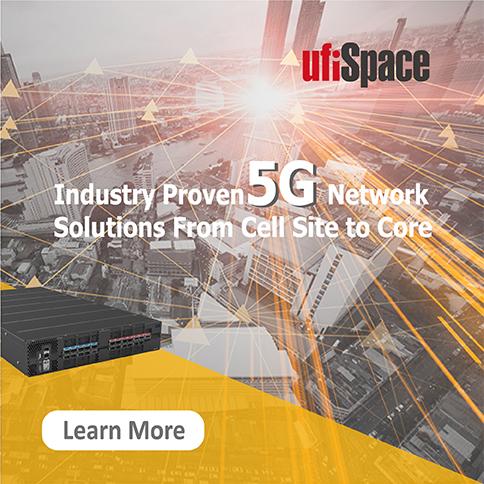 ufiSpace
Industry Proven 5G Network
Solutions From Cell Site to Core
Learn More